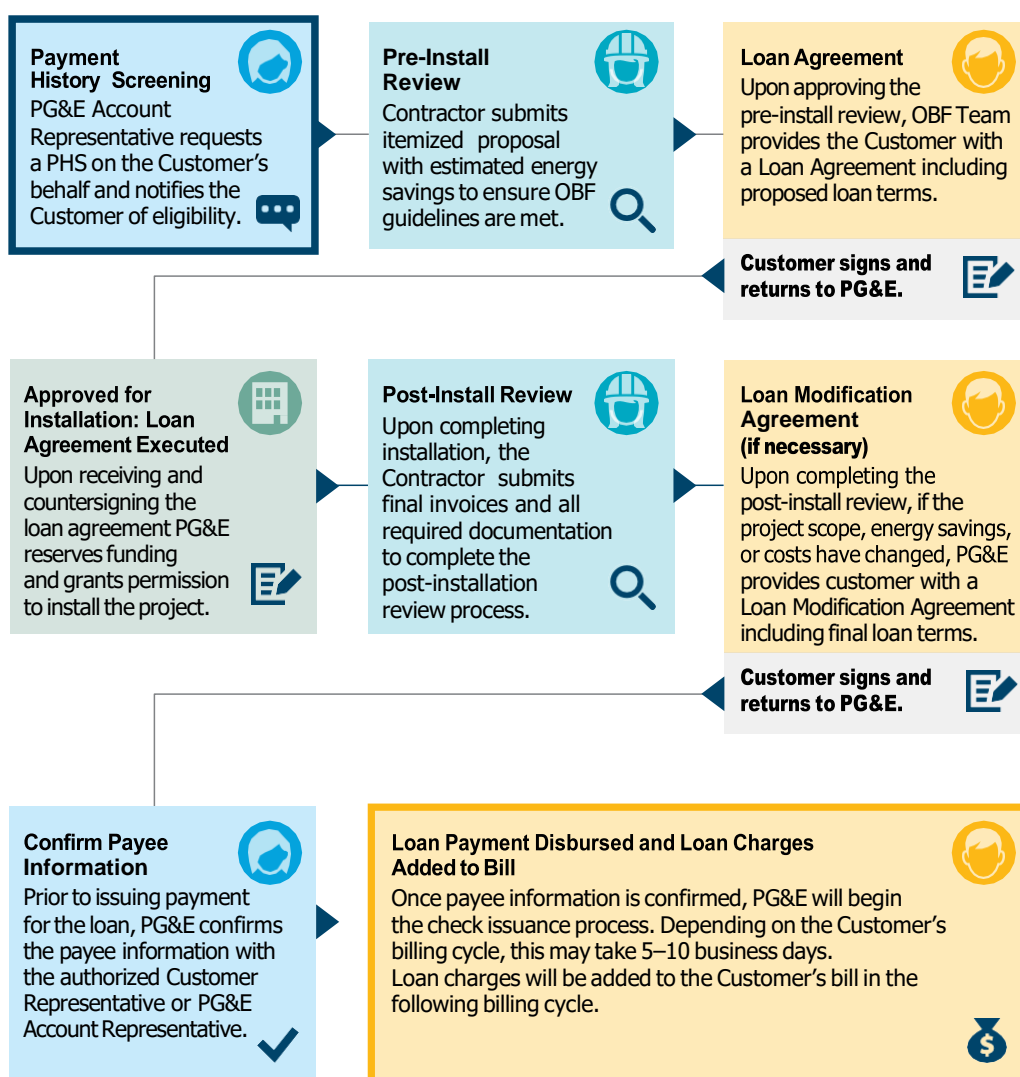 Payment
History Screening
PG&E Account
Representative requests
a PHS on the Customer’s
behalf and notifies the
Customer of eligibility.
Pre-Install
Review
Contractor submits
itemized proposal
with estimated energy
savings to ensure OBF
guidelines are met.
Loan Agreement
Upon approving the
pre-install review, OBF Team
provides the Customer with
a Loan Agreement including
proposed loan terms.
Customer signs and
returns to PG&E.
Approved for
Installation: Loan
Agreement Executed
Upon receiving and
countersigning the
loan agreement PG&E
reserves funding
and grants permission
to install the project.
Post-Install Review
Upon completing
installation, the
Contractor submits
final invoices and all
required documentation
to complete the
post-installation
review process.
Loan Modification
Agreement
(if necessary)
Upon completing the
post-install review, if the
project scope, energy savings,
or costs have changed, PG&E
provides customer with a
Loan Modification Agreement
including final loan terms.
Customer signs and
returns to PG&E.
Confirm Payee
Information
Prior to issuing payment
for the loan, PG&E confirms
the payee information with
the authorized Customer
Representative or PG&E
Account Representative.
Loan Payment Disbursed and Loan Charges
Added to Bill
Once payee information is confirmed, PG&E will begin
the check issuance process. Depending on the Customer’s
billing cycle, this may take 5–10 business days.
Loan charges will be added to the Customer’s bill in the
following billing cycle.
$